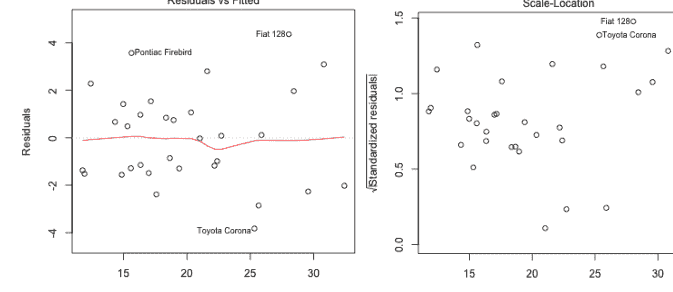 Residuals vs Fitted
Residuals
4
2
0
-2
-4
Fiat 128
Pontiac Firebird
Toyota Corona
15
20
25
30
Scale-Location
√|Standardized residuals|
1.5
1.0
0.5
0.0
Fiat 128
Toyota Corona
15
20
25
30